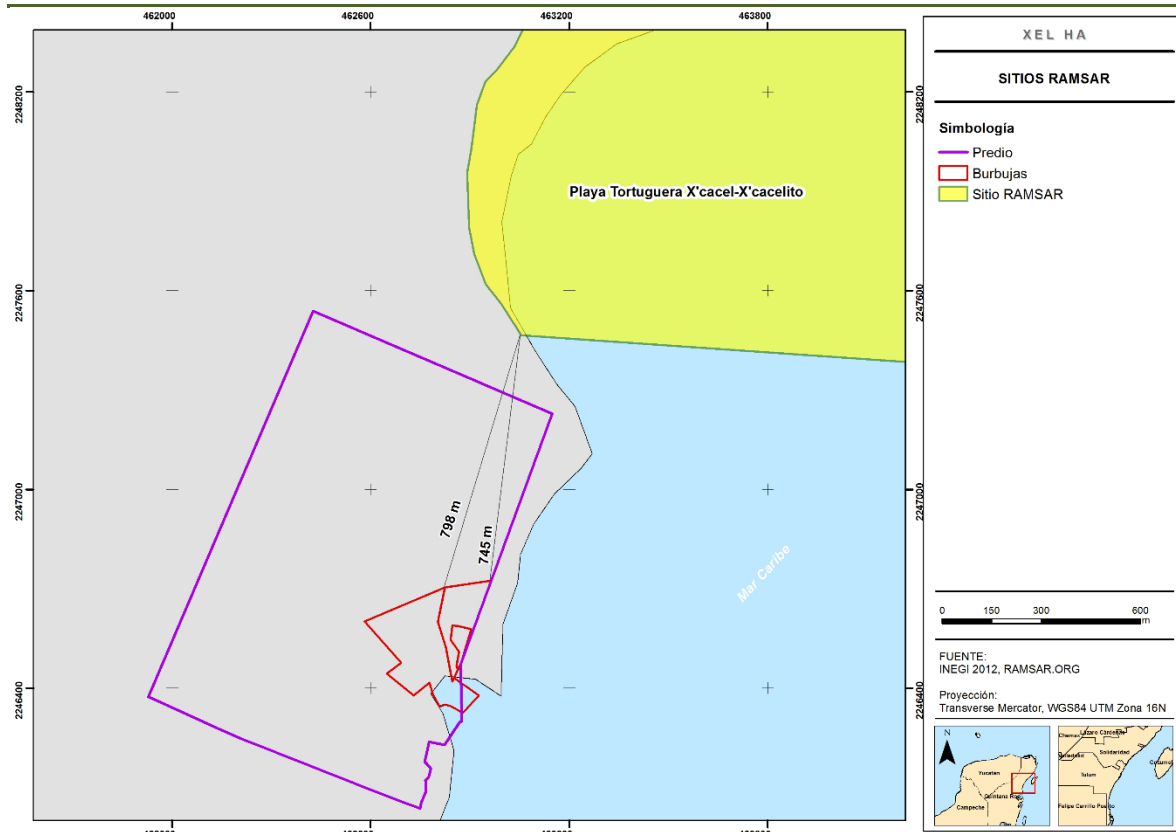 462000 462600 463200 463800
2248200
2248200
2247600
2247600
2247000
2247000
2246400
2246400
Playa Tortuguera X'cacel-X'cacelito
798 m
745 m
Mar Caribe
XEL HA
SITIOS RAMSAR
Simbología
Predio
Burbujas
Sitio RAMSAR
0 150 300 600
m
FUENTE:
INEGI 2012, RAMSAR.ORG
Proyección:
Transverse Mercator, WGS84 UTM Zona 16N
N
Yucatan
Quintana Roo
Campeche
Lázaro Cárdenas
Solidaridad
Tulum
Felipe Carrillo Puerto